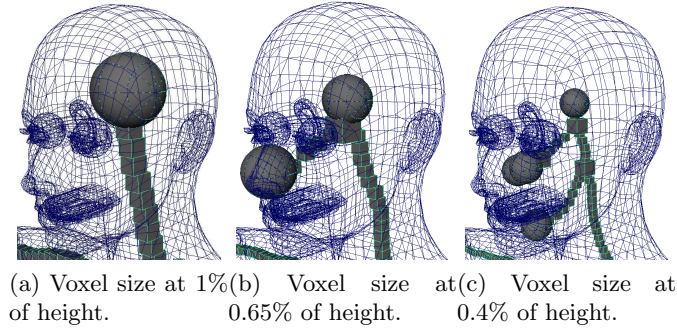 (a) Voxel size at 1%
of height.
(b) Voxel size at
0.65% of height.
(c) Voxel size at
0.4% of height.